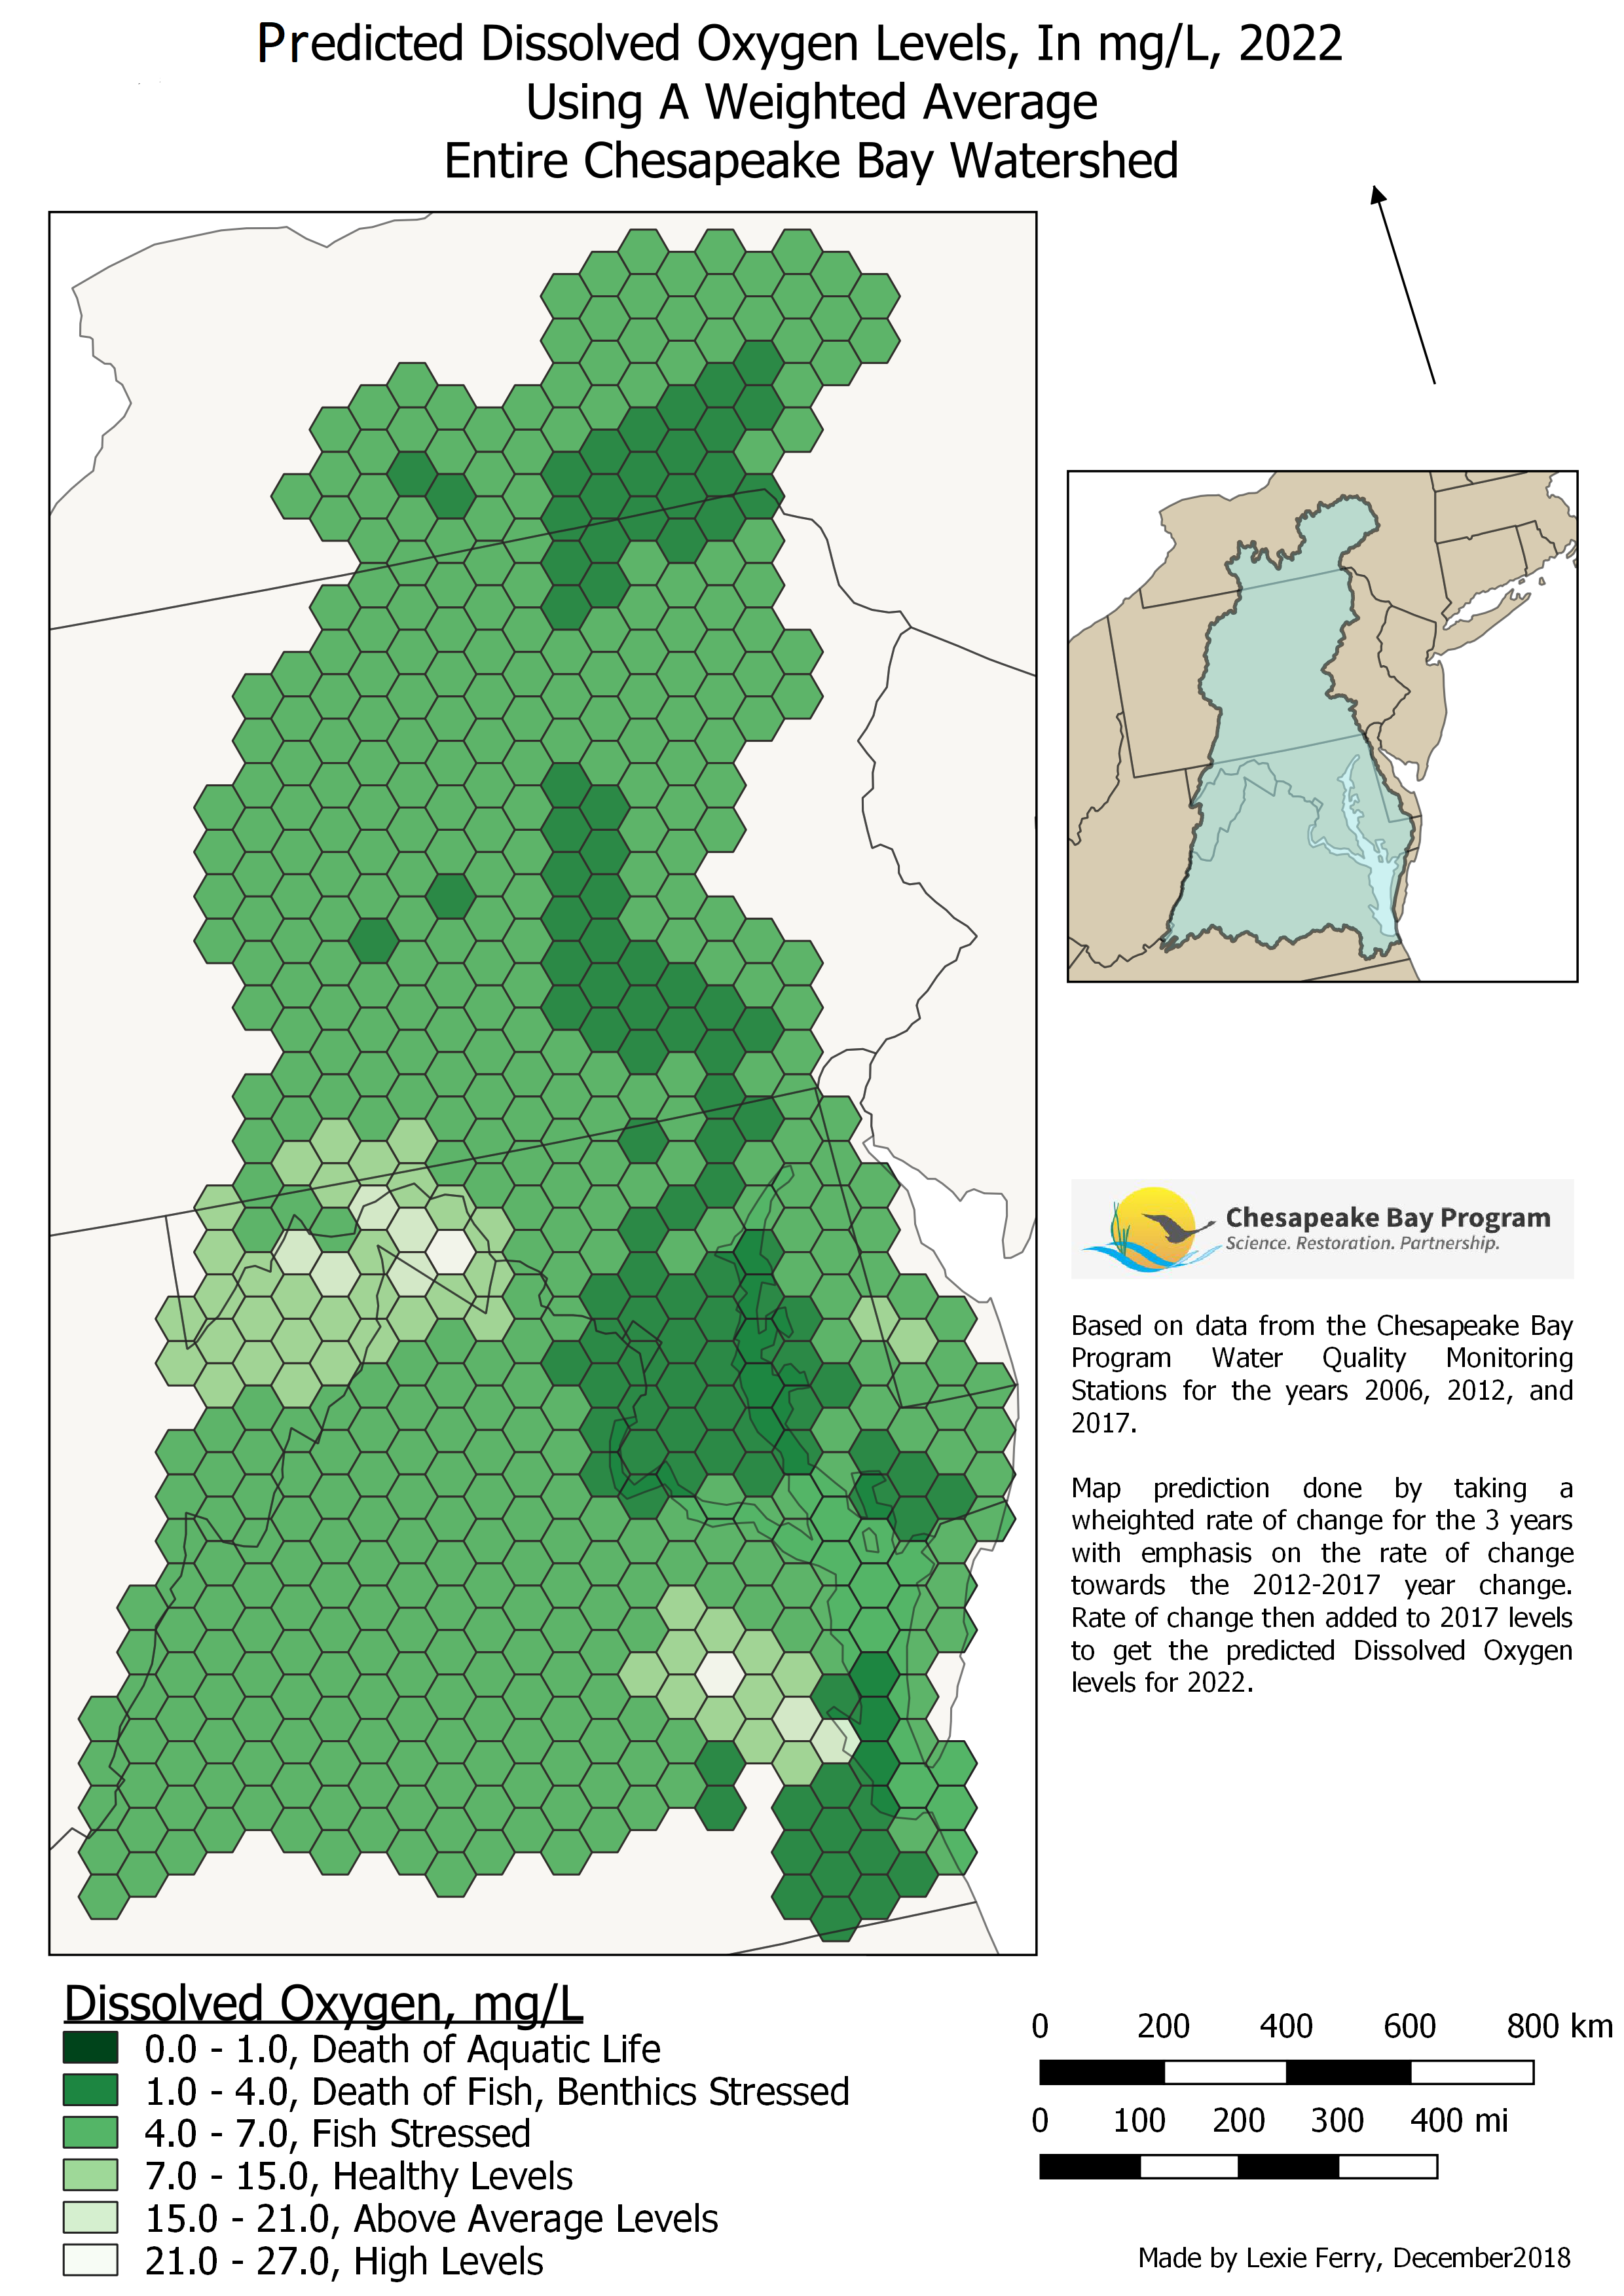 Predicted Dissolved Oxygen Levels, In mg/L, 2022
Using A Weighted Average
Entire Chesapeake Bay Watershed
Chesapeake Bay Program
Science. Restoration. Partnership.
Based on data from the Chesapeake Bay
Program Water Quality Monitoring
Stations for the years 2006, 2012, and
2017.
Map prediction done by taking a
wheighted rate of change for the 3 years
with emphasis on the rate of change
towards the 2012-2017 year change.
Rate of change then added to 2017 levels
to get the predicted Dissolved Oxygen
levels for 2022.
Dissolved Oxygen, mg/L
0.0 - 1.0, Death of Aquatic Life
1.0 - 4.0, Death of Fish, Benthics Stressed
4.0 - 7.0, Fish Stressed
7.0 - 15.0, Healthy Levels
15.0 - 21.0, Above Average Levels
21.0 - 27.0, High Levels
0 200 400 600 800 km
0 100 200 300 400 mi
Made by Lexie Ferry, December2018